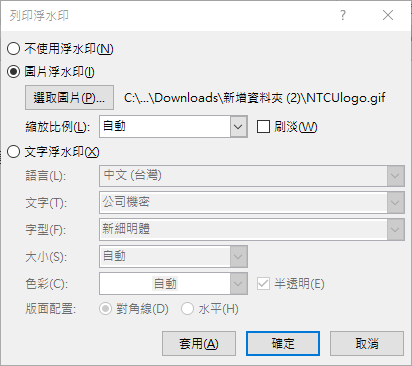 列印浮水印 ? ×
不使用浮水印(N)
圖片浮水印(I)
選取圖片(P)... C:\...\Downloads\新增資料夾 (2)\NTCUlogo.gif
縮放比例(L): 自動 刷淡(W)
文字浮水印(X)
語言(L): 中文 (台灣)
文字(T): 公司機密
字型(F): 新細明體
大小(S): 自動
色彩(C): 自動 半透明(E)
版面配置: 對角線(D) 水平(H)
套用(A) 確定 取消